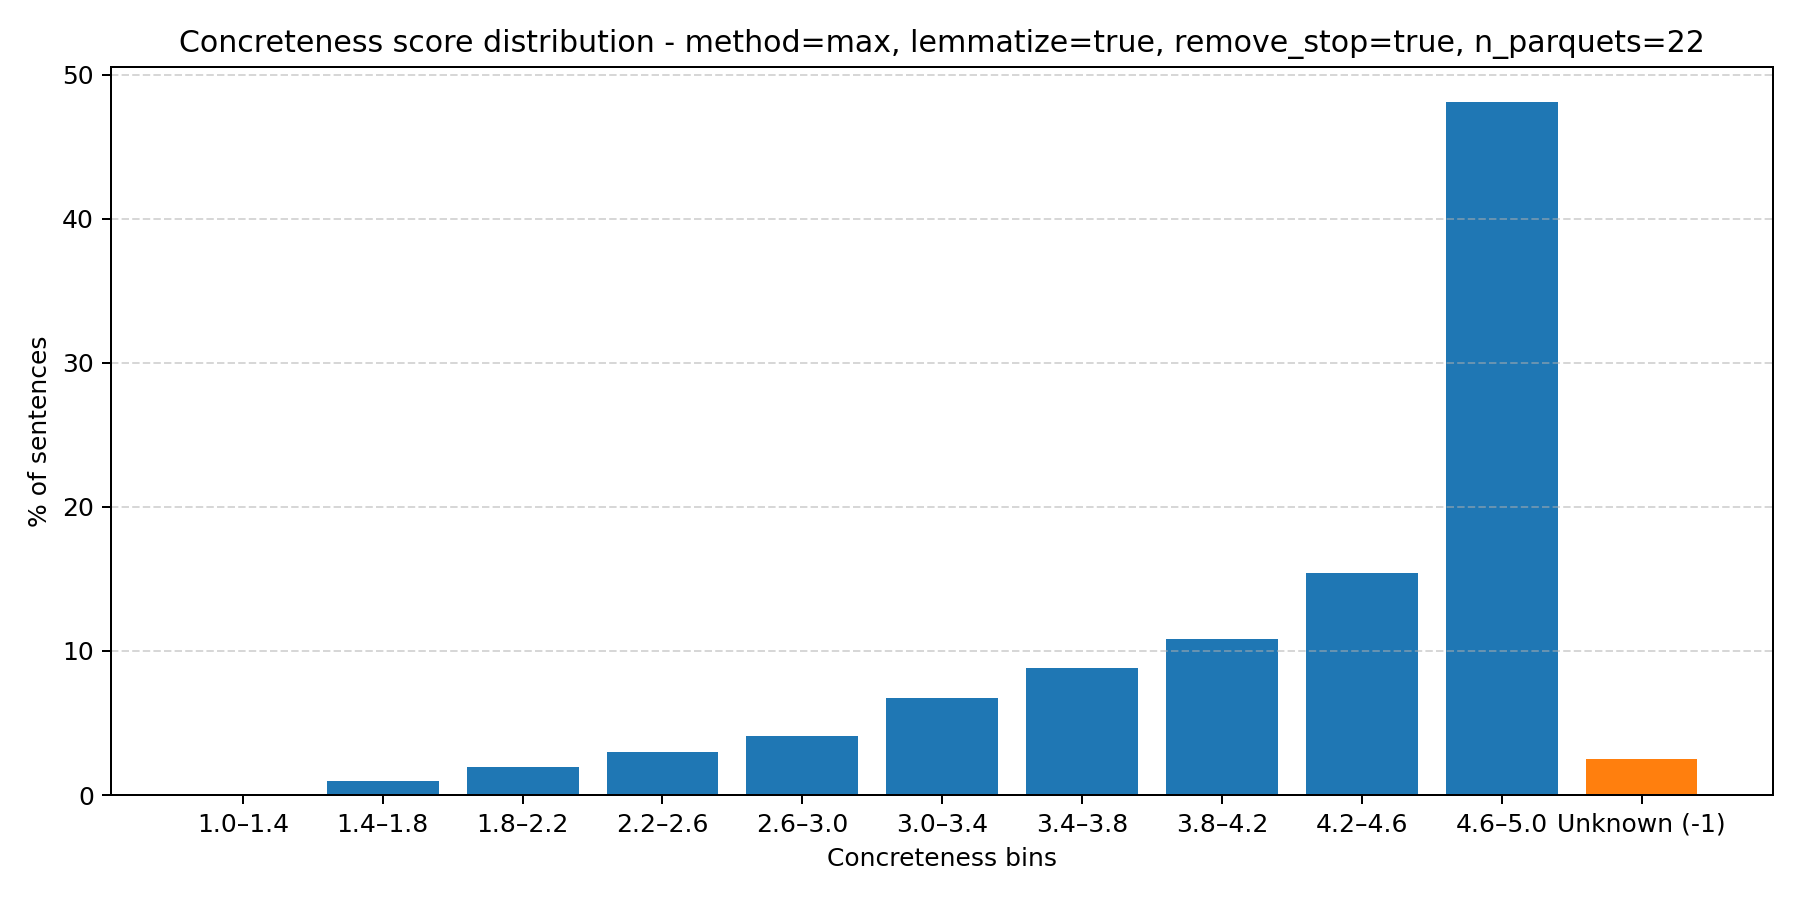 Concreteness score distribution - method=max, lemmatize=true, remove_stop=true, n_parquets=22
50
40
30
20
10
0
% of sentences
1.0–1.4 1.4–1.8 1.8–2.2 2.2–2.6 2.6–3.0 3.0–3.4 3.4–3.8 3.8–4.2 4.2–4.6 4.6–5.0 Unknown (-1)
Concreteness bins